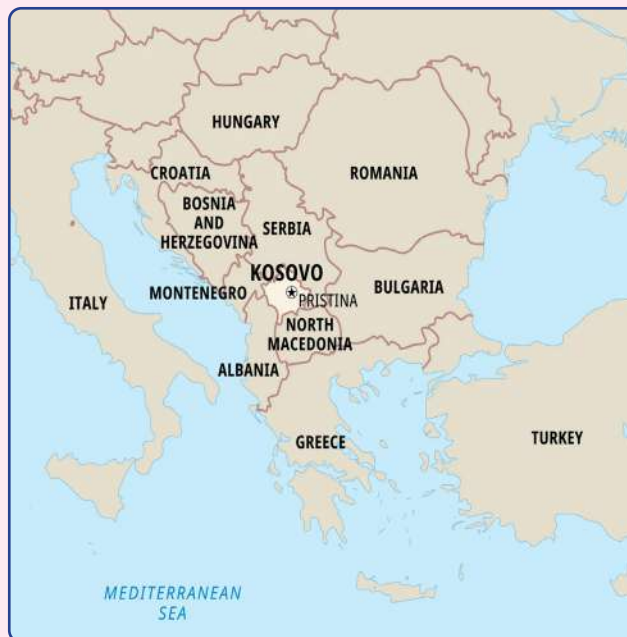 HUNGARY
CROATIA
ROMANIA
BOSNIA
AND
HERZEGOVINA
SERBIA
KOSOVO
PRISTINA
MONTENEGRO
BULGARIA
ITALY
NORTH
MACEDONIA
ALBANIA
GREECE
TURKEY
MEDITERRANEAN
SEA